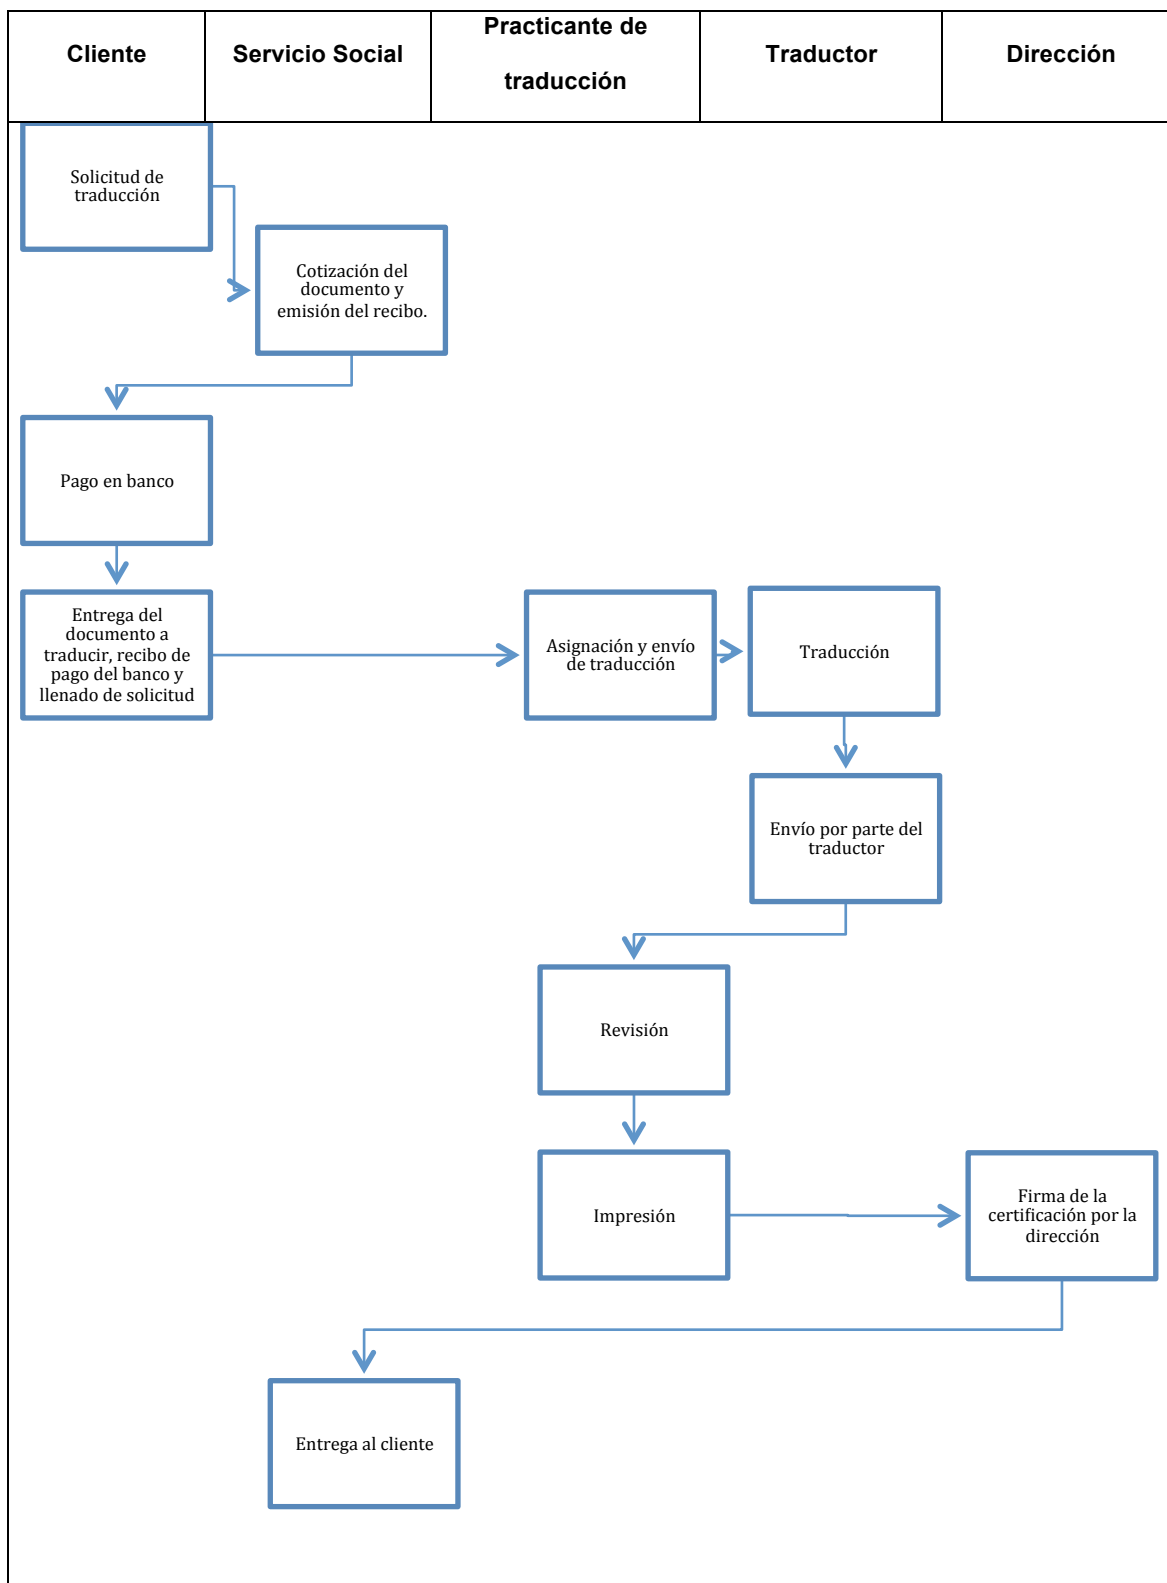 Cliente
Servicio Social
Practicante de
traducción
Traductor
Dirección
Solicitud de
traducción
Cotización del
documento y
emisión del recibo.
Pago en banco
Entrega del
documento a
traducir, recibo de
pago del banco y
llenado de solicitud
Asignación y envío
de traducción
Traducción
Envío por parte del
traductor
Revisión
Impresión
Firma de la
certificación por la
dirección
Entrega al cliente